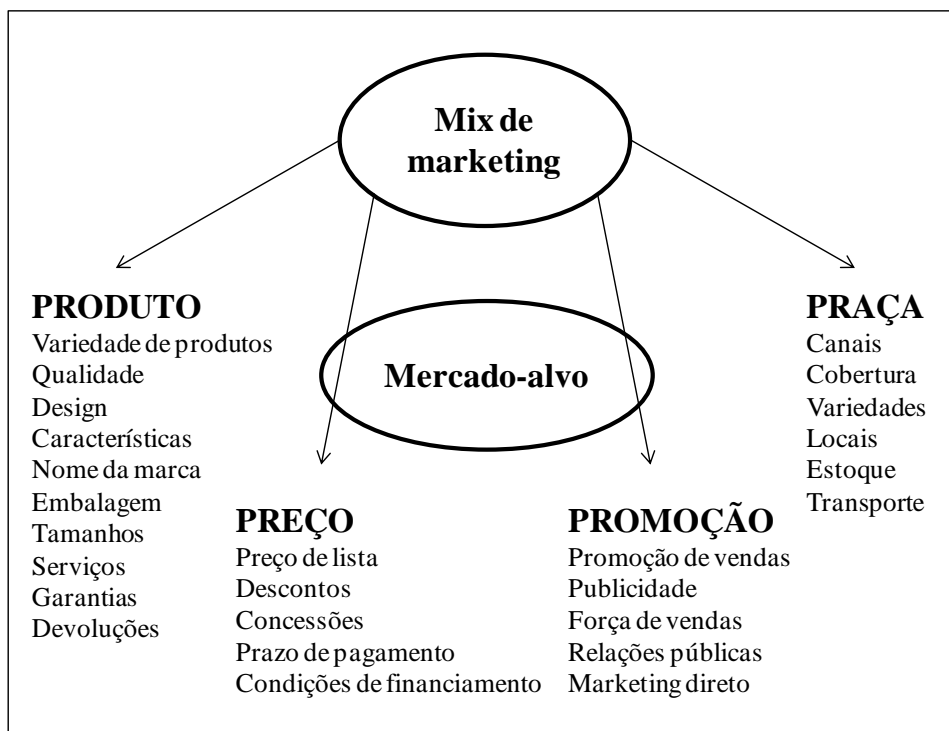 Mix de
marketing
Mercado-alvo
PRODUTO
Variedade de produtos
Qualidade
Design
Características
Nome da marca
Embalagem
Tamanhos
Serviços
Garantias
Devoluções
PREÇO
Preço de lista
Descontos
Concessões
Prazo de pagamento
Condições de financiamento
PROMOÇÃO
Promoção de vendas
Publicidade
Força de vendas
Relações públicas
Marketing direto
PRAÇA
Canais
Cobertura
Variedades
Locais
Estoque
Transporte